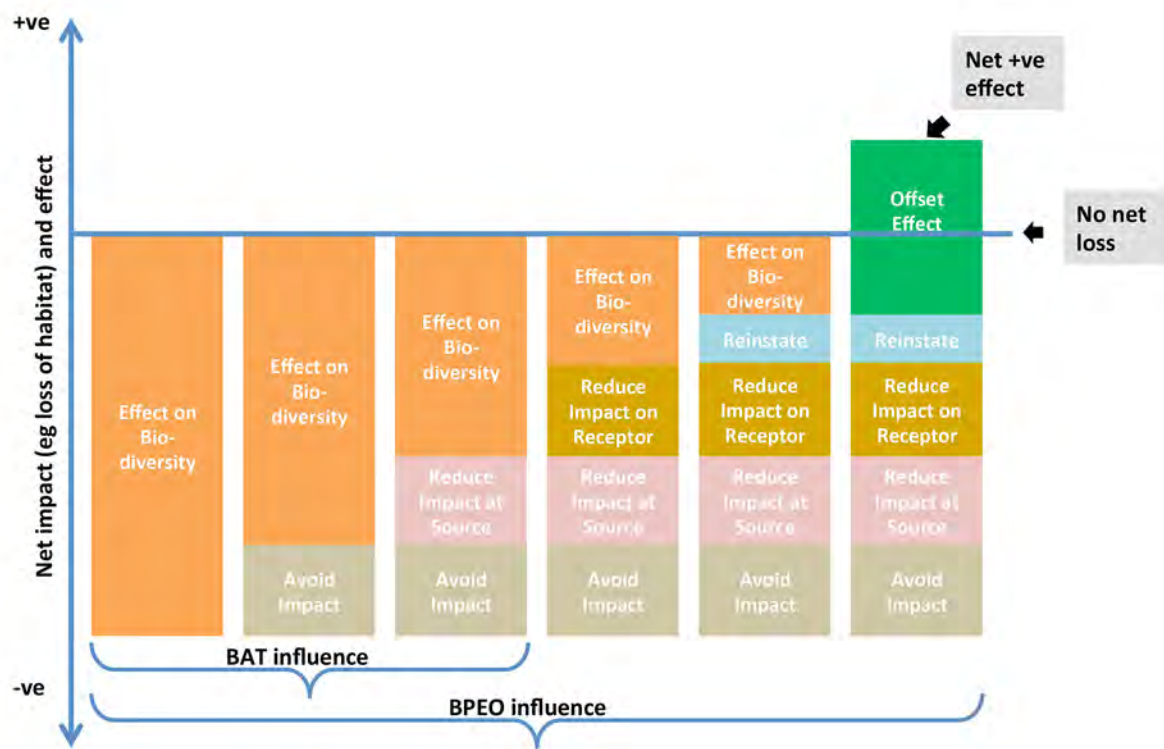 +ve
Net +ve
effect
Net impact (eg loss of habitat) and effect
No net
loss
Effect on
Bio-
diversity
Effect on
Bio-
diversity
Avoid
Impact
Effect on
Bio-
diversity
Reduce
Impact at
Source
Avoid
Impact
Effect on
Bio-
diversity
Reduce
Impact on
Receptor
Reduce
Impact at
Source
Avoid
Impact
Effect on
Bio-
diversity
Reinstate
Reduce
Impact on
Receptor
Reduce
Impact at
Source
Avoid
Impact
Offset
Effect
Reinstate
Reduce
Impact on
Receptor
Reduce
Impact at
Source
Avoid
Impact
BAT influence
-ve
BPEO influence